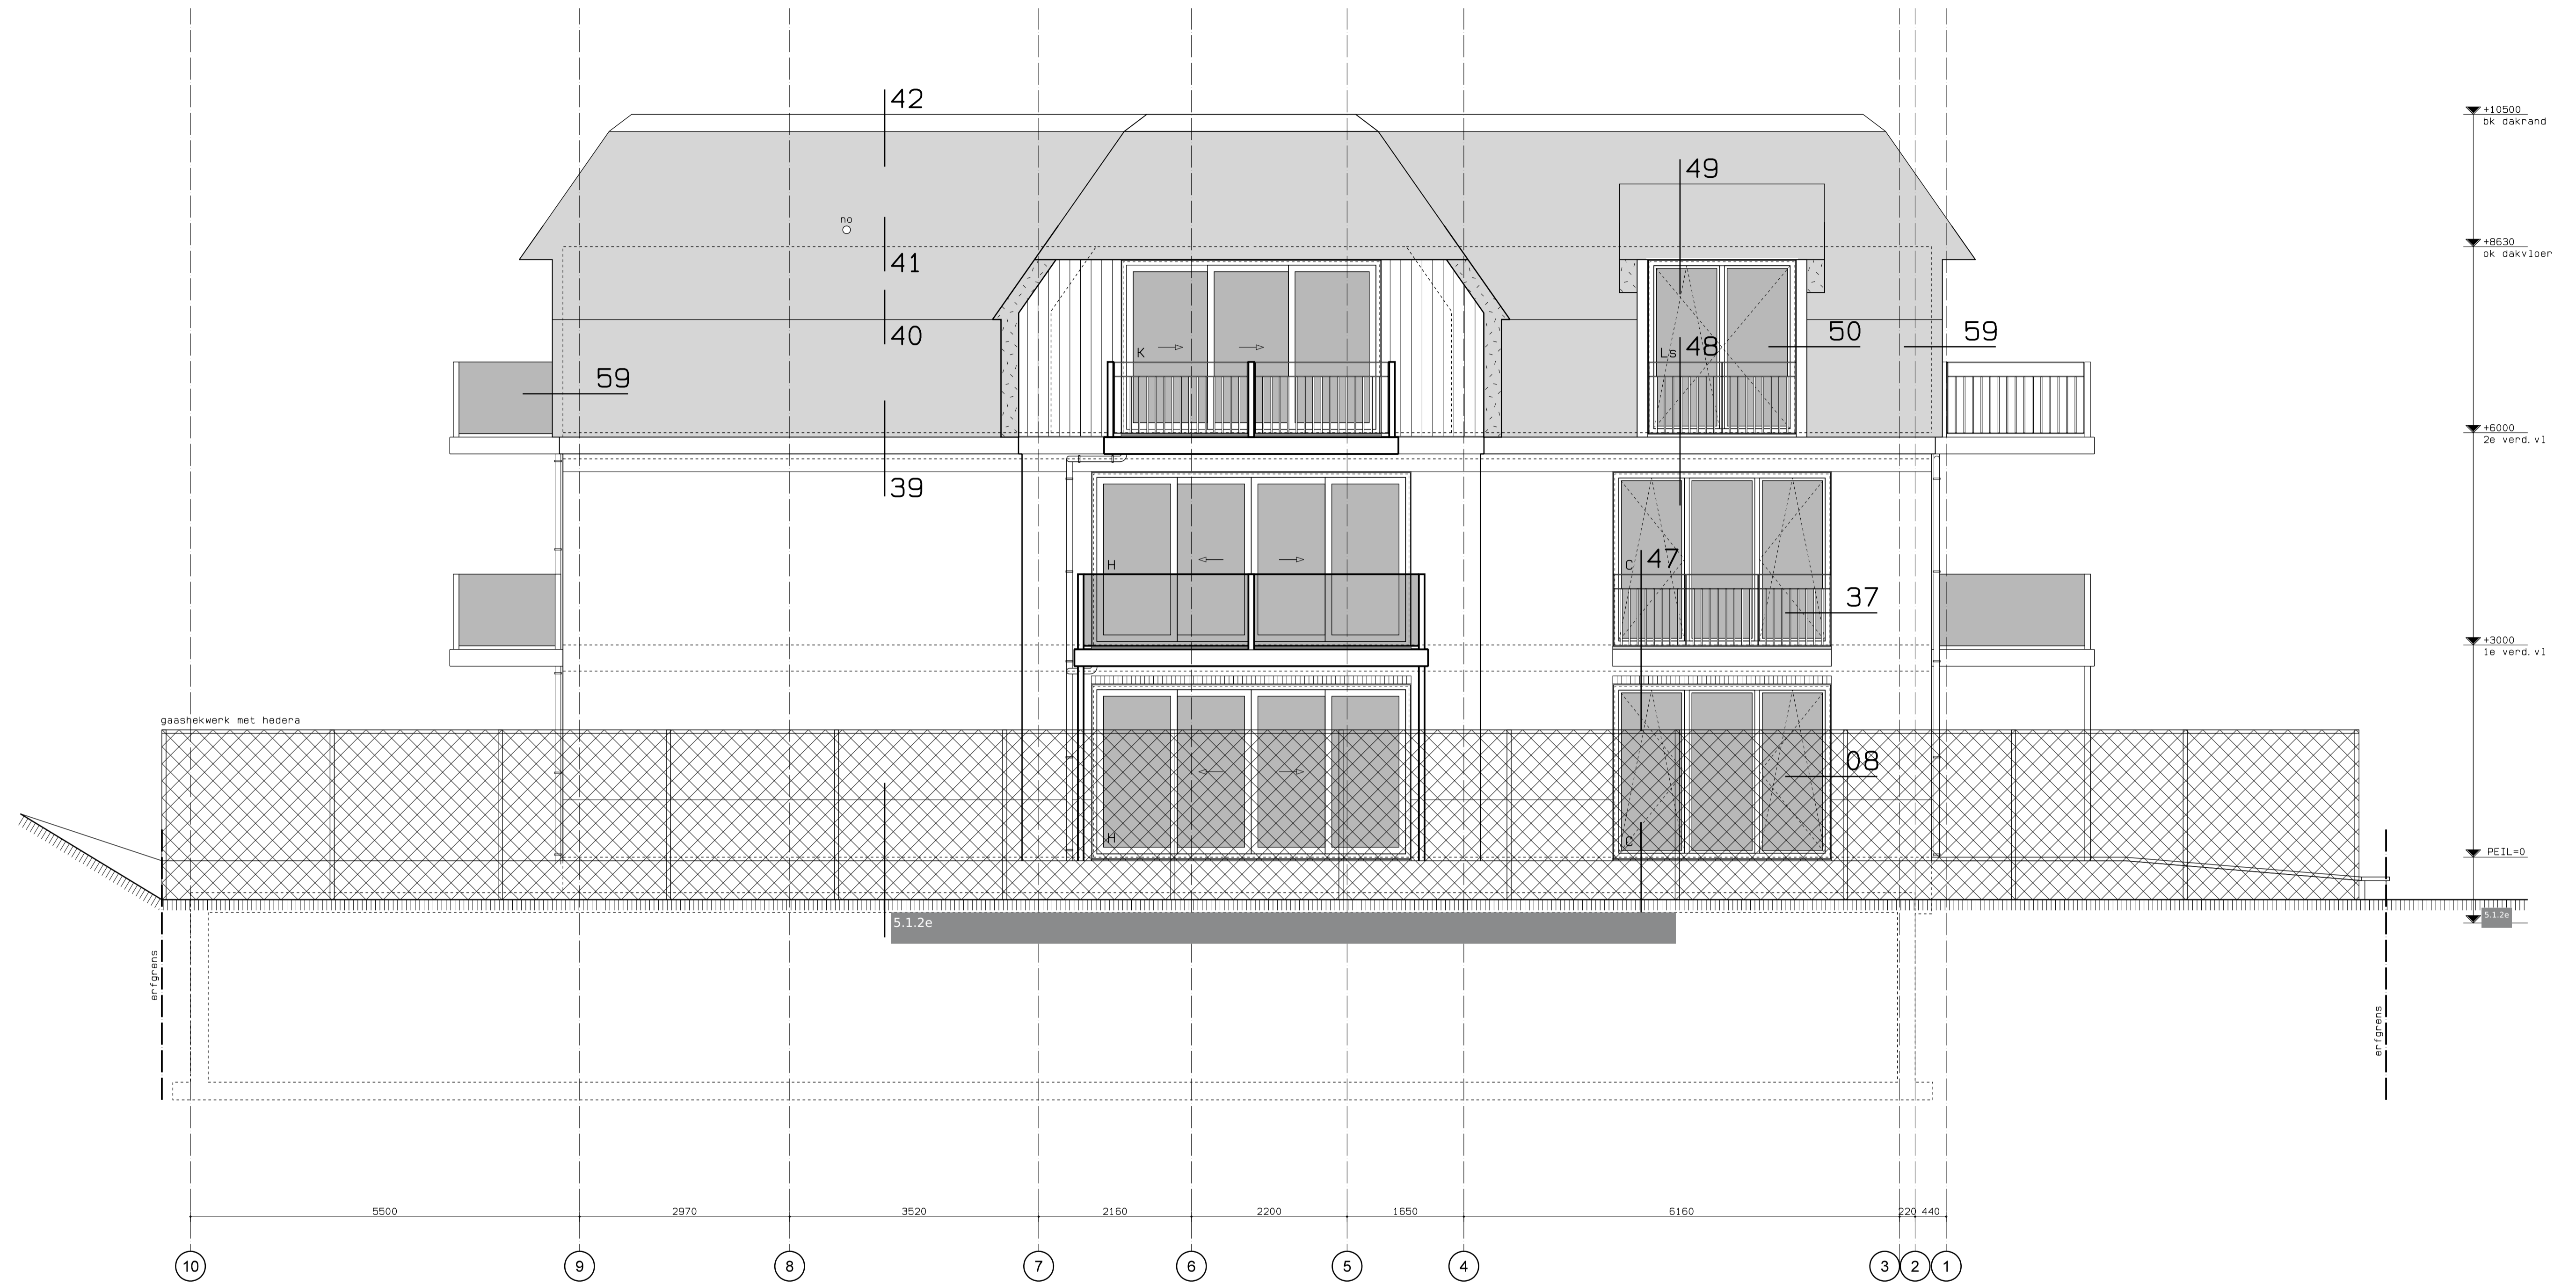 42
+10500
bk dakrand
49
no
+8630
ok dakvloer
41
40
K
Ls
48
50
59
59
+6000
2e verd.vl
39
H
C
47
37
+3000
1e verd.vl
gaashekwerk met hedera
08
H
C
PEIL=0
5.1.2e
5.1.2e
erfgrens
erfgrens
5500
2970
3520
2160
2200
1650
6160
220
440
10
9
8
7
6
5
4
3
2
1